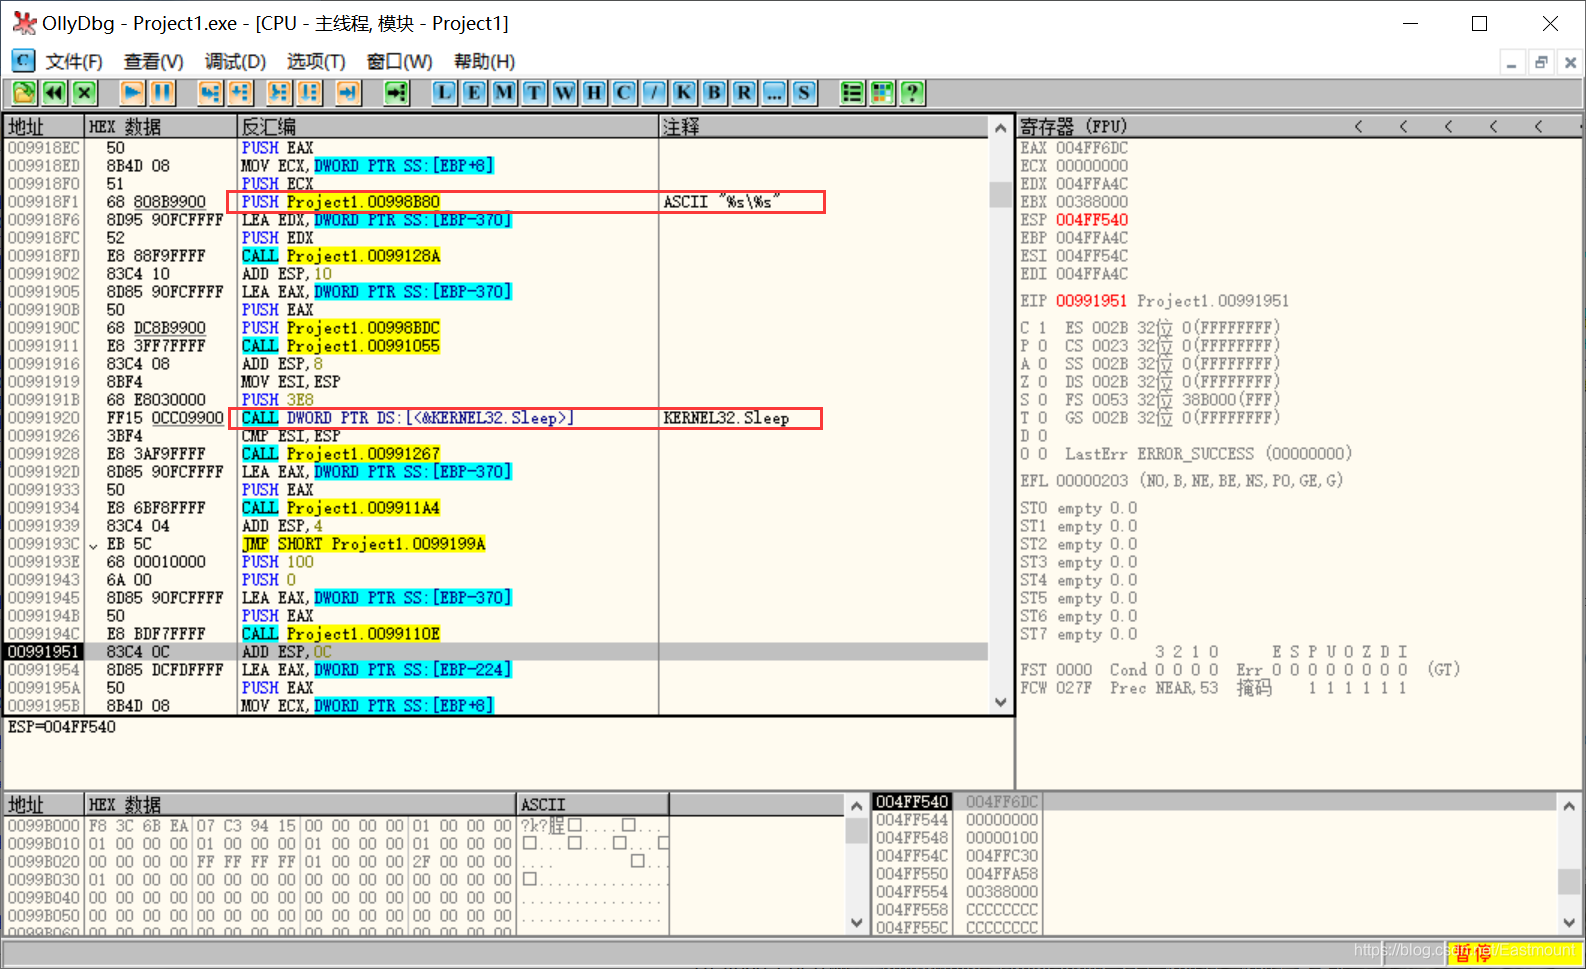 OllyDbg - Project1.exe - [CPU - 主线程, 模块 - Project1]
C 文件(F) 查看(V) 调试(D) 选项(T) 窗口(W) 帮助(H)
L E M T W H C / K B R ... S ?
地址 HEX 数据 反汇编 注释
009918EC 50 PUSH EAX
009918ED 8B4D 08 MOV ECX,DWORD PTR SS:[EBP+8]
009918F0 51 PUSH ECX
009918F1 68 808B9900 PUSH Project1.00998B80 ASCII "%s\%s"
009918F6 8D95 90FCFFFF LEA EDX,DWORD PTR SS:[EBP-370]
009918FC 52 PUSH EDX
009918FD E8 88F9FFFF CALL Project1.0099128A
00991902 83C4 10 ADD ESP,10
00991905 8D85 90FCFFFF LEA EAX,DWORD PTR SS:[EBP-370]
0099190B 50 PUSH EAX
0099190C 68 DC8B9900 PUSH Project1.00998BDC
00991911 E8 3FF7FFFF CALL Project1.00991055
00991916 83C4 08 ADD ESP,8
00991919 8BF4 MOV ESI,ESP
0099191B 68 E8030000 PUSH 3E8
00991920 FF15 0CC09900 CALL DWORD PTR DS:[<&KERNEL32.Sleep>] KERNEL32.Sleep
00991926 3BF4 CMP ESI,ESP
00991928 E8 3AF9FFFF CALL Project1.00991267
0099192D 8D85 90FCFFFF LEA EAX,DWORD PTR SS:[EBP-370]
00991933 50 PUSH EAX
00991934 E8 6BF8FFFF CALL Project1.009911A4
00991939 83C4 04 ADD ESP,4
0099193C EB 5C JMP SHORT Project1.0099199A
0099193E 68 00010000 PUSH 100
00991943 6A 00 PUSH 0
00991945 8D85 90FCFFFF LEA EAX,DWORD PTR SS:[EBP-370]
0099194B 50 PUSH EAX
0099194C E8 BDF7FFFF CALL Project1.0099110E
00991951 83C4 0C ADD ESP,0C
00991954 8D85 DCFDFFFF LEA EAX,DWORD PTR SS:[EBP-224]
0099195A 50 PUSH EAX
0099195B 8B4D 08 MOV ECX,DWORD PTR SS:[EBP+8]
ESP=004FF540
寄存器 (FPU) < < < < <
EAX 004FF6DC
ECX 00000000
EDX 004FFA4C
EBX 00388000
ESP 004FF540
EBP 004FFA4C
ESI 004FF54C
EDI 004FFA4C
EIP 00991951 Project1.00991951
C 1 ES 002B 32位 0(FFFFFFFF)
P 0 CS 0023 32位 0(FFFFFFFF)
A 0 SS 002B 32位 0(FFFFFFFF)
Z 0 DS 002B 32位 0(FFFFFFFF)
S 0 FS 0053 32位 38B000(FFF)
T 0 GS 002B 32位 0(FFFFFFFF)
D 0
O 0 LastErr ERROR_SUCCESS (00000000)
EFL 00000203 (NO,B,NE,BE,NS,PO,GE,G)
ST0 empty 0.0
ST1 empty 0.0
ST2 empty 0.0
ST3 empty 0.0
ST4 empty 0.0
ST5 empty 0.0
ST6 empty 0.0
ST7 empty 0.0
3 2 1 0 E S P U O Z D I
FST 0000 Cond 0 0 0 0 Err 0 0 0 0 0 0 0 0 (GT)
FCW 027F Prec NEAR,53 掩码 1 1 1 1 1 1
地址 HEX 数据 ASCII
0099B000 F8 3C 6B EA 07 C3 94 15 00 00 00 00 01 00 00 00
0099B010 01 00 00 00 01 00 00 00 01 00 00 00 01 00 00 00
0099B020 00 00 00 00 FF FF FF FF 01 00 00 00 2F 00 00 00
0099B030 01 00 00 00 00 00 00 00 00 00 00 00 00 00 00 00
0099B040 00 00 00 00 00 00 00 00 00 00 00 00 00 00 00 00
0099B050 00 00 00 00 00 00 00 00 00 00 00 00 00 00 00 00
0099B060 00 00 00 00 00 00 00 00 00 00 00 00 00 00 00 00
004FF540 004FF6DC
004FF544 00000000
004FF548 00000100
004FF54C 004FFC30
004FF550 004FFA58
004FF554 00388000
004FF558 CCCCCCCC
004FF55C CCCCCCCC
暂停
https://blog.csdn.net/Eastmount